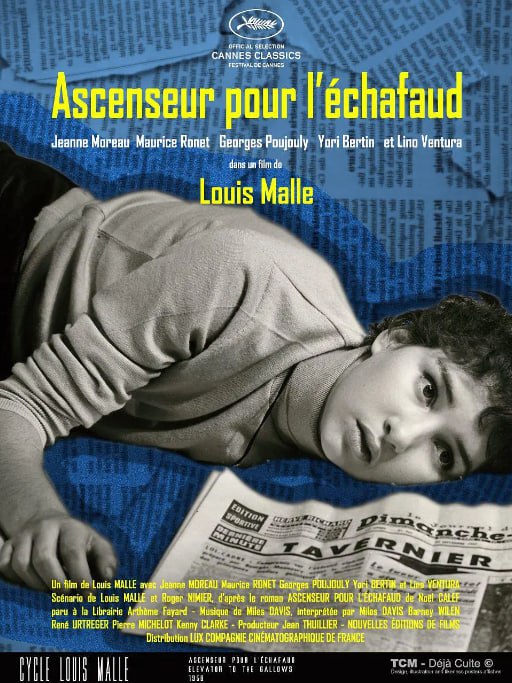 OFFICIAL SELECTION
CANNES CLASSICS
FESTIVAL DE CANNES
Ascenseur pour l'échafaud
Jeanne Moreau Maurice Ronet Georges Poujouly Yori Bertin et Lino Ventura
dans un film de
Louis Malle
EDITION
SPORTIVE
DERNIÈRE
MINUTE
Dimanche
TAVERNIER
Un film de Louis MALLE avec Jeanne MOREAU Maurice RONET Georges POUJOULY Yori BERTIN et Lino VENTURA
Scénario de Louis MALLE et Roger NIMIER, d'après le roman ASCENSEUR POUR L'ÉCHAFAUD de Noël CALEF
paru à la Librairie Arthème Fayard - Musique de Miles DAVIS, interprétée par Miles DAVIS Barney WILEN
René URTREGER Pierre MICHELOT Kenny CLARKE - Producteur Jean THUILLIER - NOUVELLES ÉDITIONS DE FILMS
Distribution LUX COMPAGNIE CINÉMATOGRAPHIQUE DE FRANCE
CYCLE LOUIS MALLE
ASCENSEUR POUR L'ÉCHAFAUD
ELEVATOR TO THE GALLOWS
1958
TCM - Déjà Culte ©